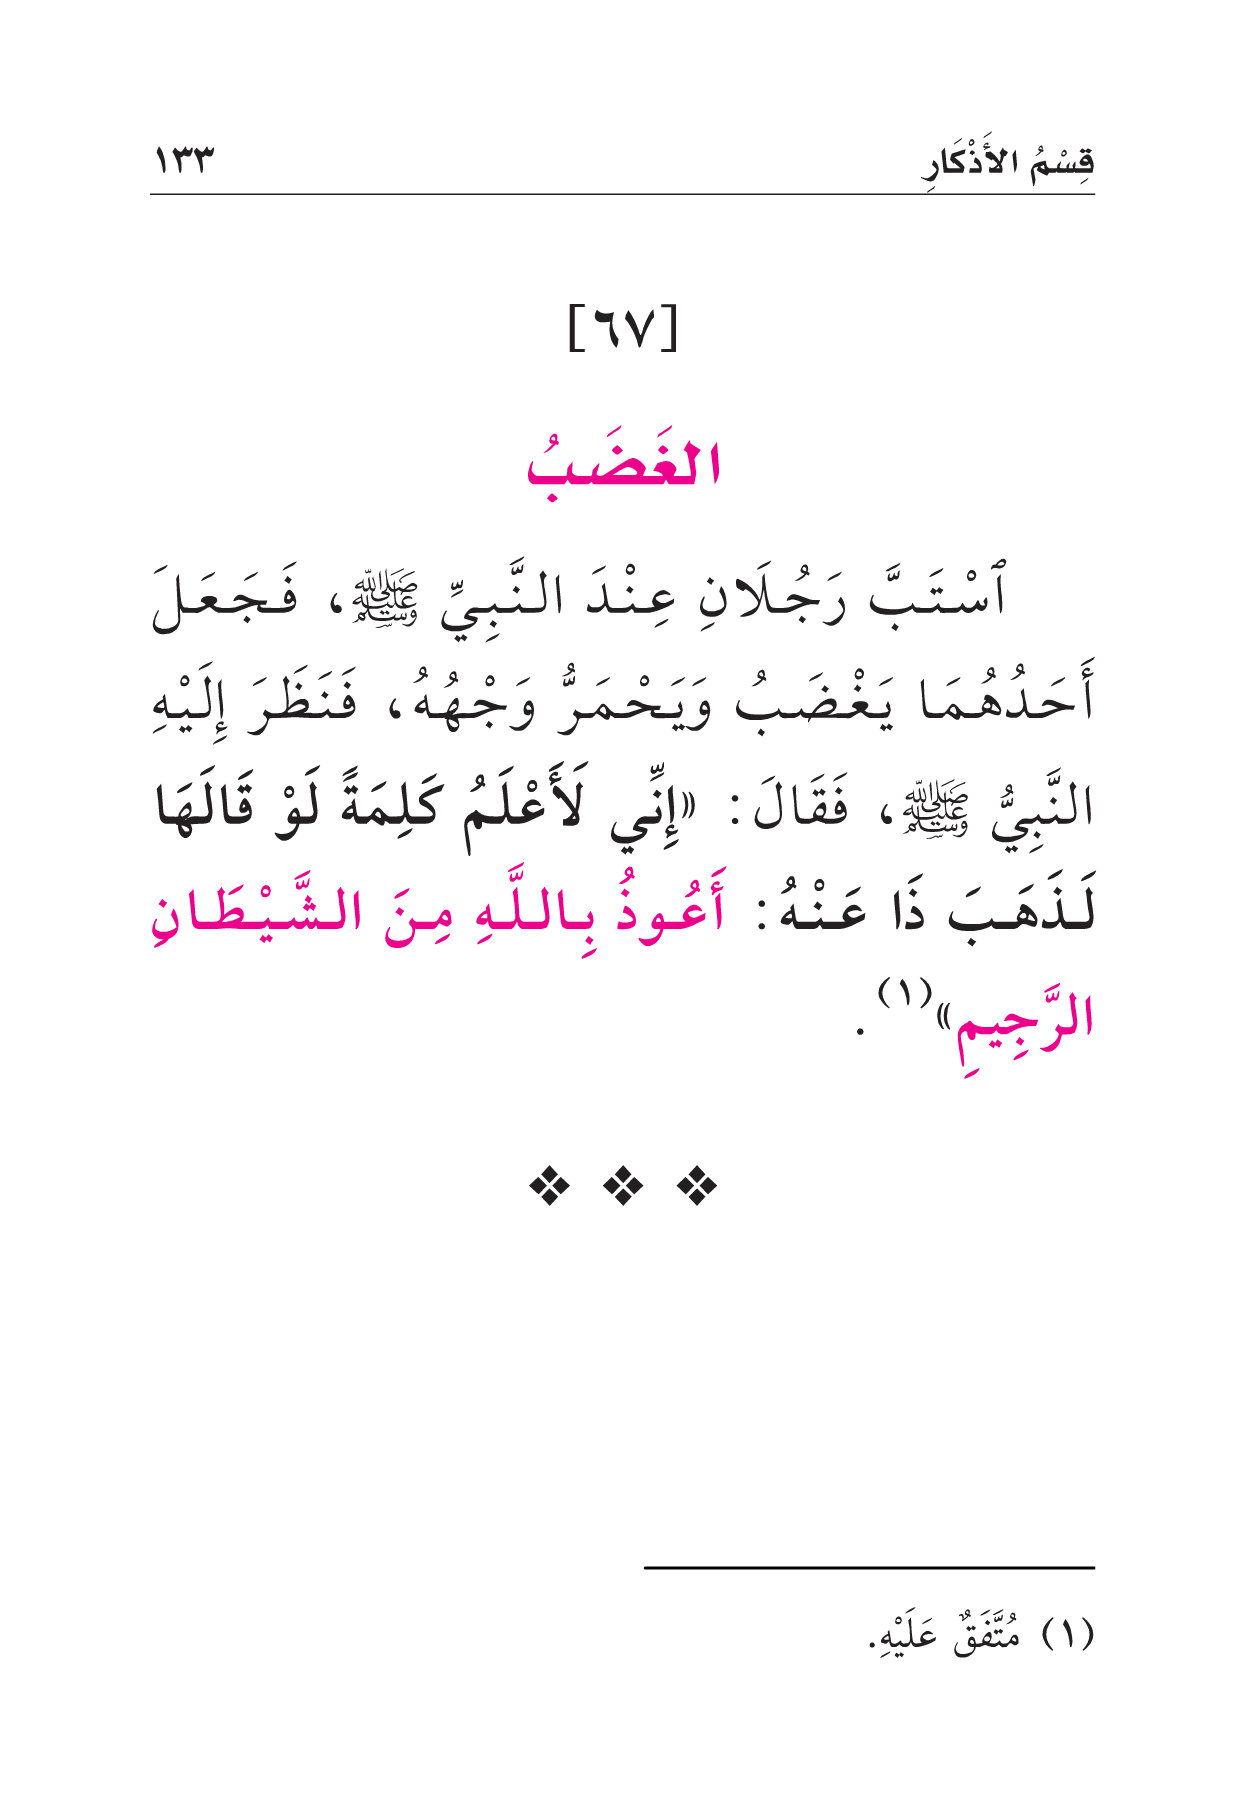 قِسْمُ الأَذْكَارِ ١٣٣
[٦٧]
الغَضَبُ
ٱسْتَبَّ رَجُلَانِ عِنْدَ النَّبِيِّ ﷺ، فَجَعَلَ
أَحَدُهُمَا يَغْضَبُ وَيَحْمَرُّ وَجْهُهُ، فَنَظَرَ إِلَيْهِ
النَّبِيُّ ﷺ، فَقَالَ: «إِنِّي لَأَعْلَمُ كَلِمَةً لَوْ قَالَهَا
لَذَهَبَ ذَا عَنْهُ: أَعُوذُ بِاللَّهِ مِنَ الشَّيْطَانِ
الرَّجِيمِ»(١).
(١) مُتَّفَقٌ عَلَيْهِ.